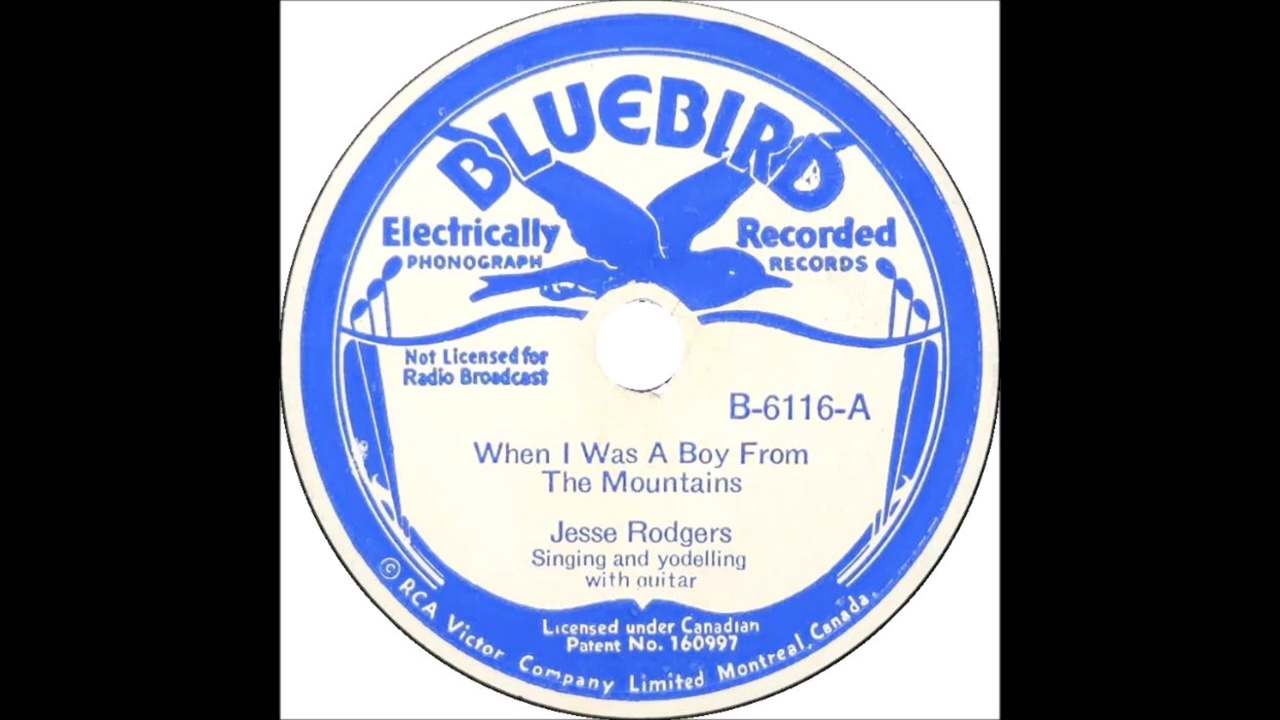 BLUEBIRD
Electrically Recorded
PHONOGRAPH RECORDS
Not Licensed for
Radio Broadcast
B-6116-A
When I Was A Boy From
The Mountains
Jesse Rodgers
Singing and yodelling
with guitar
Licensed under Canadian
Patent No. 160997
© RCA Victor Company Limited Montreal, Canada.